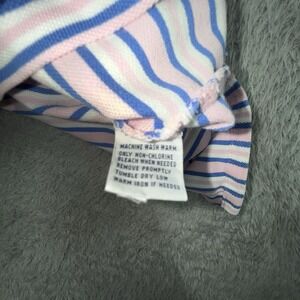 MACHINE WASH WARM
ONLY NON-CHLORINE
BLEACH WHEN NEEDED
REMOVE PROMPTLY
TUMBLE DRY LOW
WARM IRON IF NEEDED